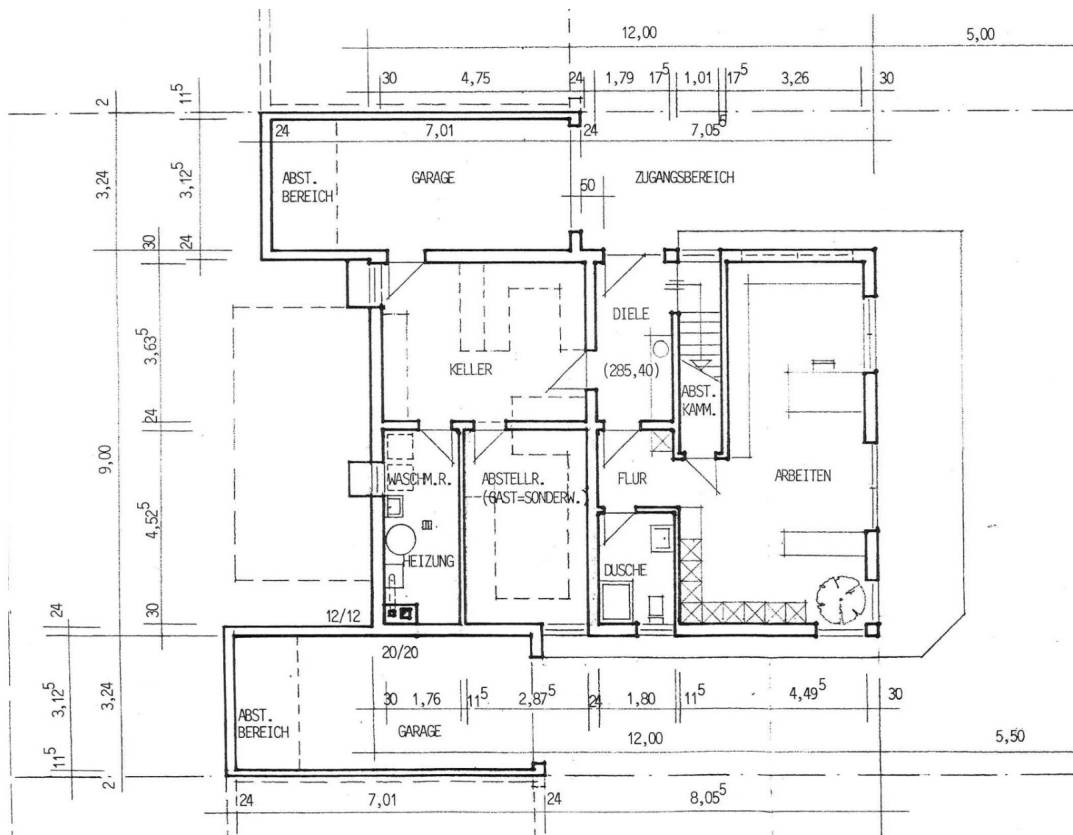 12,00
5,00
30
4,75
24
1,79
17⁵
1,01
17⁵
3,26
30
2
11⁵
24
7,01
24
7,05⁵
3,24
3,12⁵
ABST.
BEREICH
GARAGE
ZUGANGSBEREICH
50
30
24
DIELE
3,63⁵
KELLER
(285,40)
ABST.
KAMM.
24
9,00
WASCHM.R.
ABSTELLR.
(GAST=SONDERW.)
FLUR
ARBEITEN
4,52⁵
HEIZUNG
DUSCHE
24
30
12/12
20/20
3,12⁵
3,24
30
1,76
11⁵
2,87⁵
24
1,80
11⁵
4,49⁵
30
ABST.
BEREICH
GARAGE
12,00
5,50
11⁵
2
24
7,01
24
8,05⁵